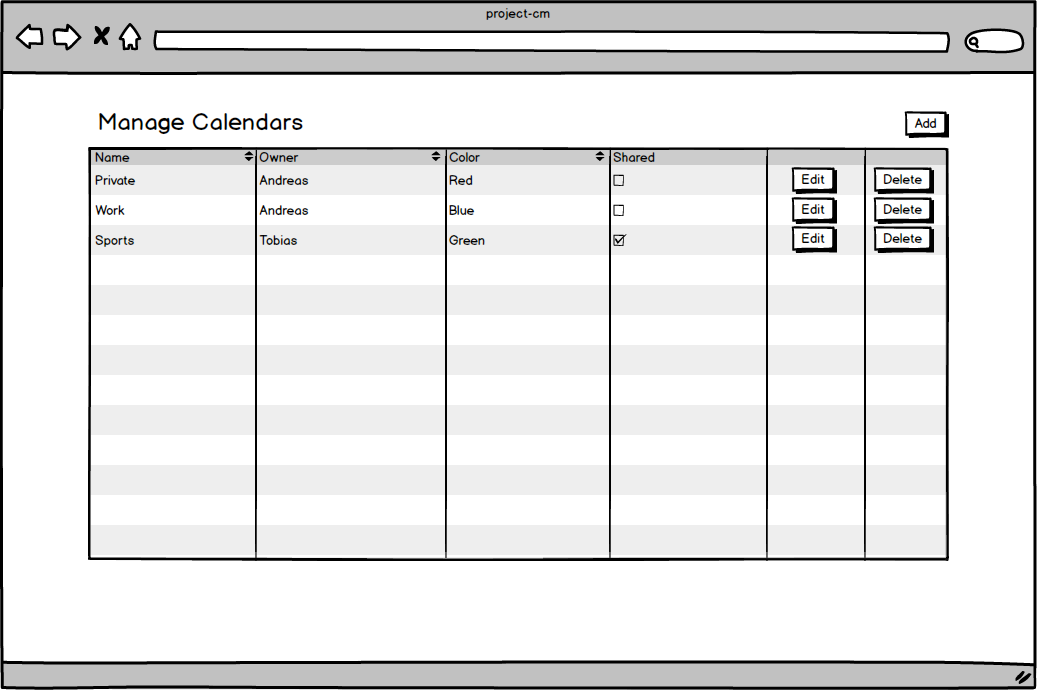 project-cm
Manage Calendars
Add
Name Owner Color Shared
Private Andreas Red Edit Delete
Work Andreas Blue Edit Delete
Sports Tobias Green Edit Delete